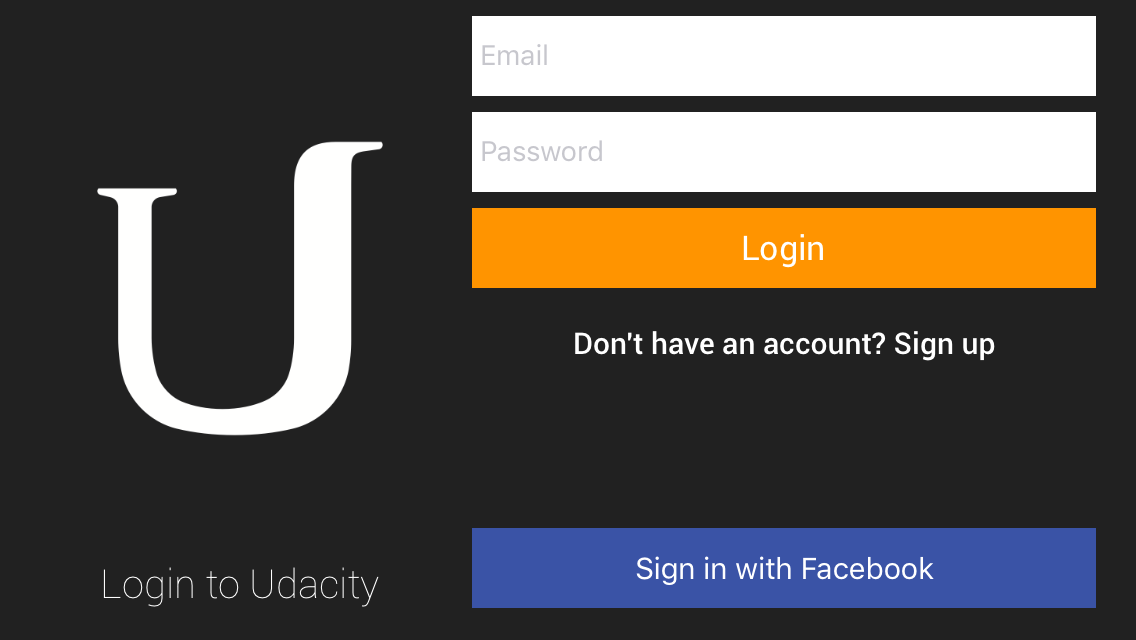 U
Login to Udacity
Email
Password
Login
Don't have an account? Sign up
Sign in with Facebook